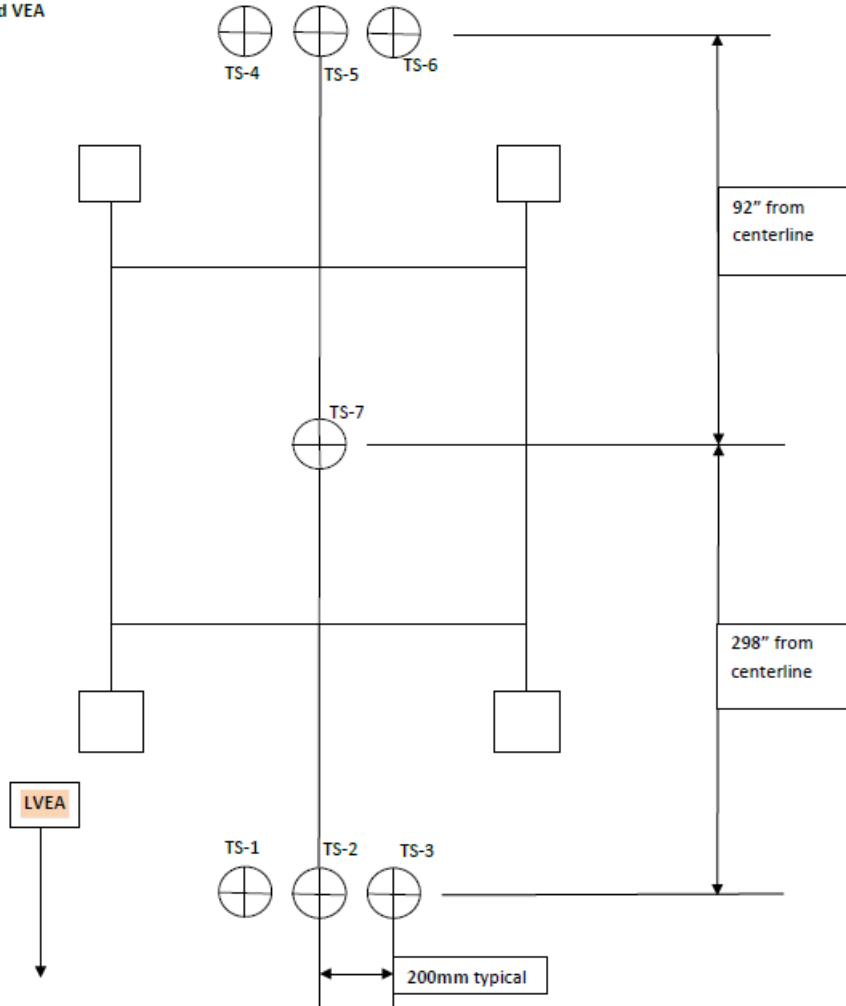 d VEA
TS-4
TS-5
TS-6
92" from
centerline
TS-7
298" from
centerline
LVEA
TS-1
TS-2
TS-3
200mm typical